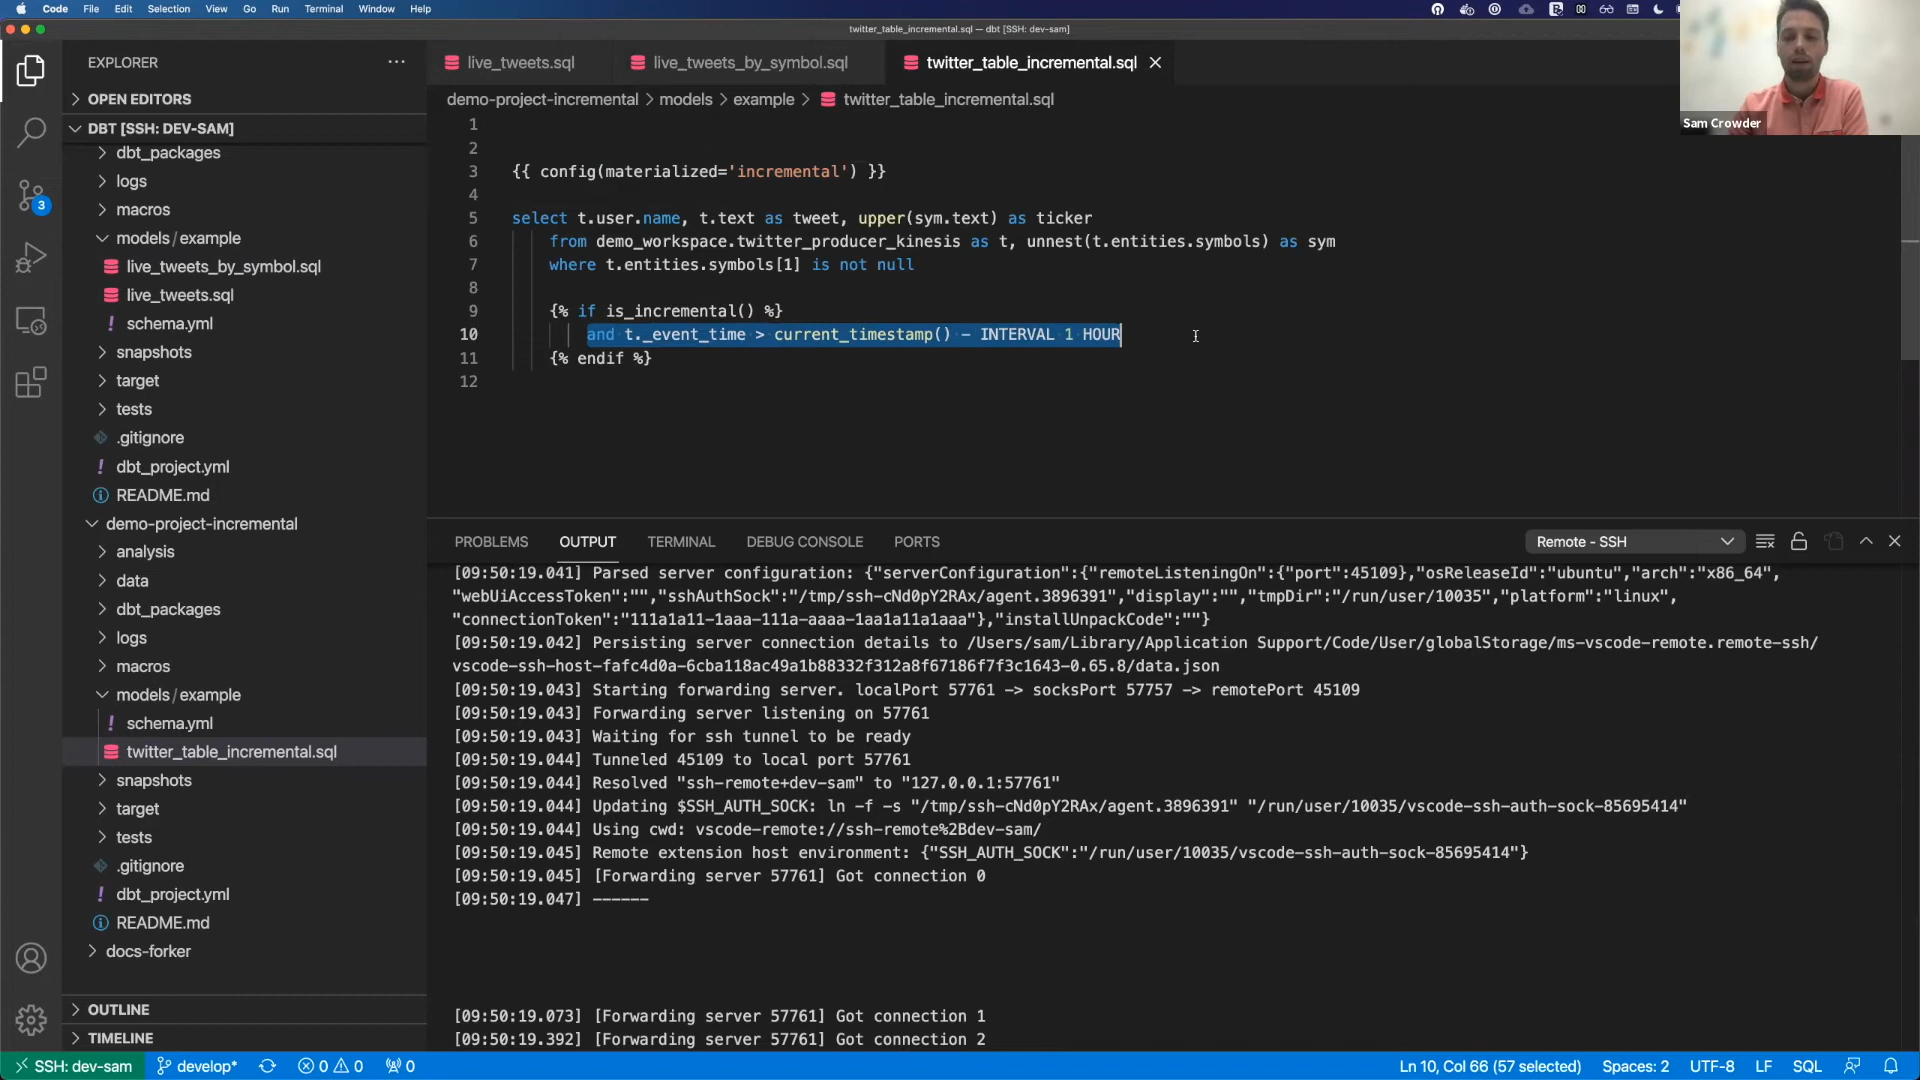 Code File Edit Selection View Go Run Terminal Window Help
twitter_table_incremental.sql — dbt [SSH: dev-sam]
EXPLORER
OPEN EDITORS
DBT [SSH: DEV-SAM]
dbt_packages
logs
macros
models/example
live_tweets_by_symbol.sql
live_tweets.sql
! schema.yml
snapshots
target
tests
.gitignore
! dbt_project.yml
README.md
demo-project-incremental
analysis
data
dbt_packages
logs
macros
models/example
! schema.yml
twitter_table_incremental.sql
snapshots
target
tests
.gitignore
! dbt_project.yml
README.md
docs-forker
OUTLINE
TIMELINE
3
live_tweets.sql live_tweets_by_symbol.sql twitter_table_incremental.sql
demo-project-incremental > models > example > twitter_table_incremental.sql
1
2
3 {{ config(materialized='incremental') }}
4
5 select t.user.name, t.text as tweet, upper(sym.text) as ticker
6 from demo_workspace.twitter_producer_kinesis as t, unnest(t.entities.symbols) as sym
7 where t.entities.symbols[1] is not null
8
9 {% if is_incremental() %}
10 and t._event_time > current_timestamp() - INTERVAL 1 HOUR
11 {% endif %}
12
Sam Crowder
PROBLEMS OUTPUT TERMINAL DEBUG CONSOLE PORTS Remote - SSH
[09:50:19.041] Parsed server configuration: {"serverConfiguration":{"remoteListeningOn":{"port":45109},"osReleaseId":"ubuntu","arch":"x86_64",
"webUiAccessToken":"","sshAuthSock":"/tmp/ssh-cNd0pY2RAx/agent.3896391","display":"","tmpDir":"/run/user/10035","platform":"linux",
"connectionToken":"111a1a11-1aaa-111a-aaaa-1aa1a11a1aaa"},"installUnpackCode":""}
[09:50:19.042] Persisting server connection details to /Users/sam/Library/Application Support/Code/User/globalStorage/ms-vscode-remote.remote-ssh/
vscode-ssh-host-fafc4d0a-6cba118ac49a1b88332f312a8f67186f7f3c1643-0.65.8/data.json
[09:50:19.043] Starting forwarding server. localPort 57761 -> socksPort 57757 -> remotePort 45109
[09:50:19.043] Forwarding server listening on 57761
[09:50:19.043] Waiting for ssh tunnel to be ready
[09:50:19.044] Tunneled 45109 to local port 57761
[09:50:19.044] Resolved "ssh-remote+dev-sam" to "127.0.0.1:57761"
[09:50:19.044] Updating $SSH_AUTH_SOCK: ln -f -s "/tmp/ssh-cNd0pY2RAx/agent.3896391" "/run/user/10035/vscode-ssh-auth-sock-85695414"
[09:50:19.044] Using cwd: vscode-remote://ssh-remote%2Bdev-sam/
[09:50:19.045] Remote extension host environment: {"SSH_AUTH_SOCK":"/run/user/10035/vscode-ssh-auth-sock-85695414"}
[09:50:19.045] [Forwarding server 57761] Got connection 0
[09:50:19.047] ------
[09:50:19.073] [Forwarding server 57761] Got connection 1
[09:50:19.392] [Forwarding server 57761] Got connection 2
SSH: dev-sam develop* 0 0 0 Ln 10, Col 66 (57 selected) Spaces: 2 UTF-8 LF SQL